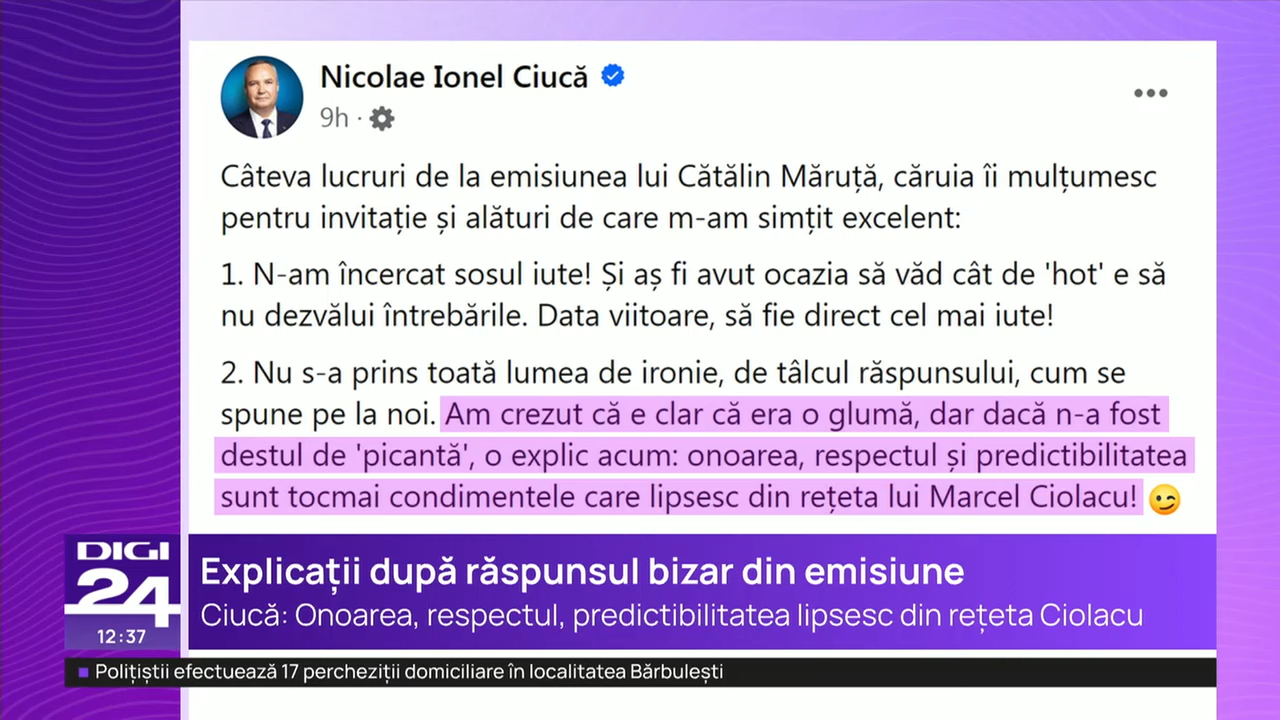 Nicolae Ionel Ciucă
9h ·
Câteva lucruri de la emisiunea lui Cătălin Măruță, căruia îi mulțumesc
pentru invitație și alături de care m-am simțit excelent:
1. N-am încercat sosul iute! Și aș fi avut ocazia să văd cât de 'hot' e să
nu dezvălui întrebările. Data viitoare, să fie direct cel mai iute!
2. Nu s-a prins toată lumea de ironie, de tâlcul răspunsului, cum se
spune pe la noi. Am crezut că e clar că era o glumă, dar dacă n-a fost
destul de 'picantă', o explic acum: onoarea, respectul și predictibilitatea
sunt tocmai condimentele care lipsesc din rețeta lui Marcel Ciolacu! 😉
DIGI
24
12:37
Explicații după răspunsul bizar din emisiune
Ciucă: Onoarea, respectul, predictibilitatea lipsesc din rețeta Ciolacu
Polițiștii efectuează 17 percheziții domiciliare în localitatea Bărbulești